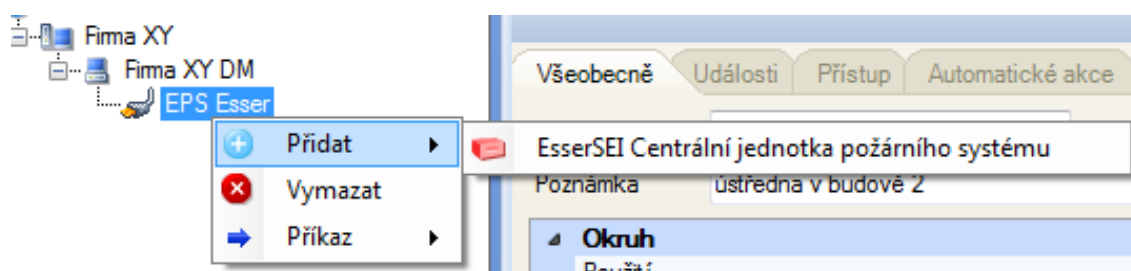 Firma XY
Firma XY DM
EPS Esser
Přidat
Vymazat
Příkaz
EsserSEI Centrální jednotka požárního systému
Všeobecně Události Přístup Automatické akce
Poznámka ústředna v budově 2
Okruh
Použití